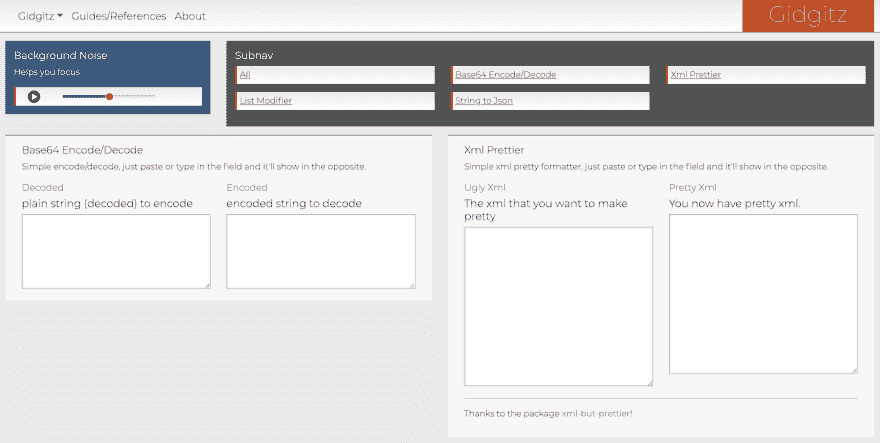 Gidgitz Guides/References About
Gidgitz
Background Noise
Helps you focus
Subnav
All
Base64 Encode/Decode
Xml Prettier
List Modifier
String to Json
Base64 Encode/Decode
Simple encode/decode, just paste or type in the field and it'll show in the opposite.
Decoded
plain string (decoded) to encode
Encoded
encoded string to decode
Xml Prettier
Simple xml pretty formatter, just paste or type in the field and it'll show in the opposite.
Ugly Xml
The xml that you want to make
pretty
Pretty Xml
You now have pretty xml.
Thanks to the package xml-but-prettier!